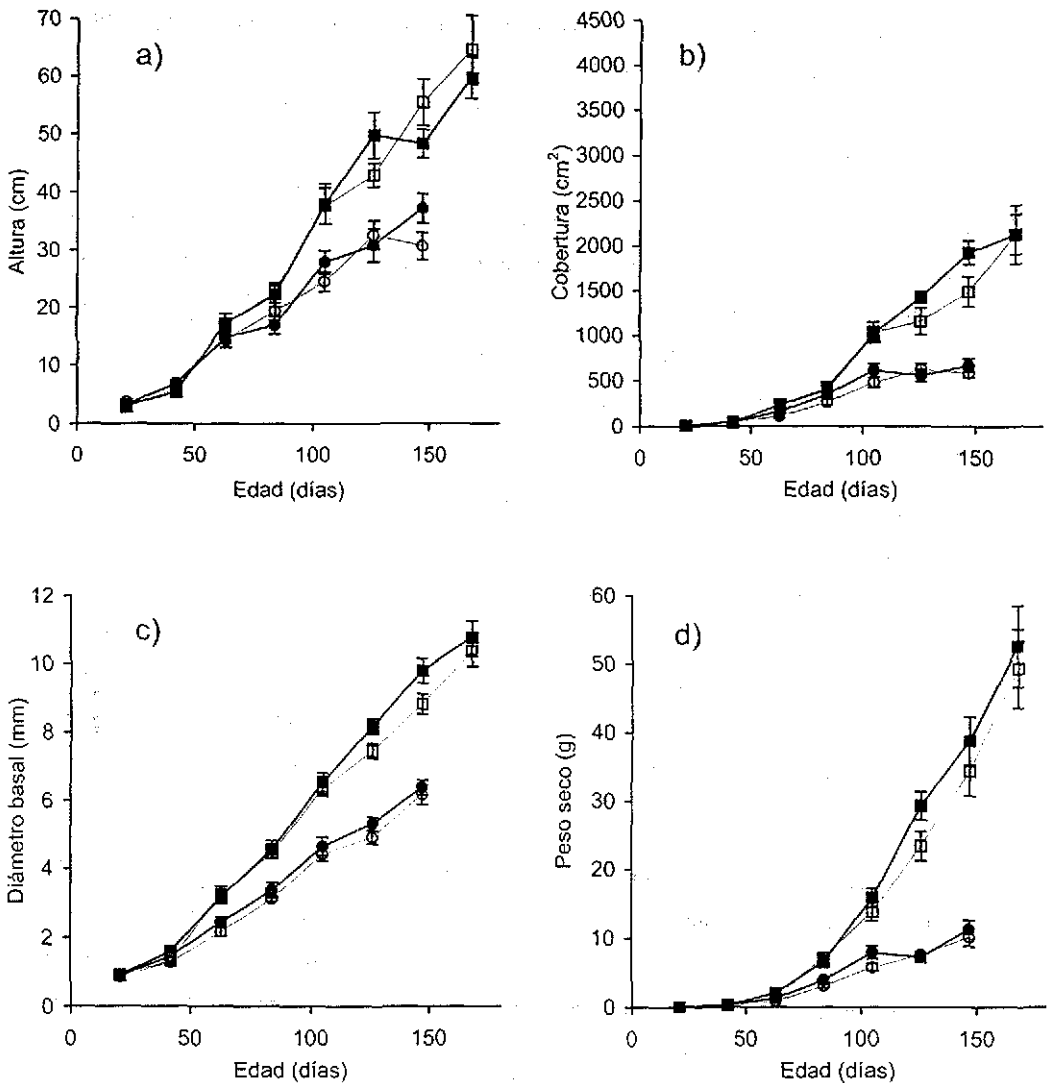 a)
Altura (cm)
70
60
50
40
30
20
10
0
0 50 100 150
Edad (días)
b)
Cobertura (cm²)
4500
4000
3500
3000
2500
2000
1500
1000
500
0
0 50 100 150
Edad (días)
c)
Diámetro basal (mm)
12
10
8
6
4
2
0
0 50 100 150
Edad (días)
d)
Peso seco (g)
60
50
40
30
20
10
0
0 50 100 150
Edad (días)